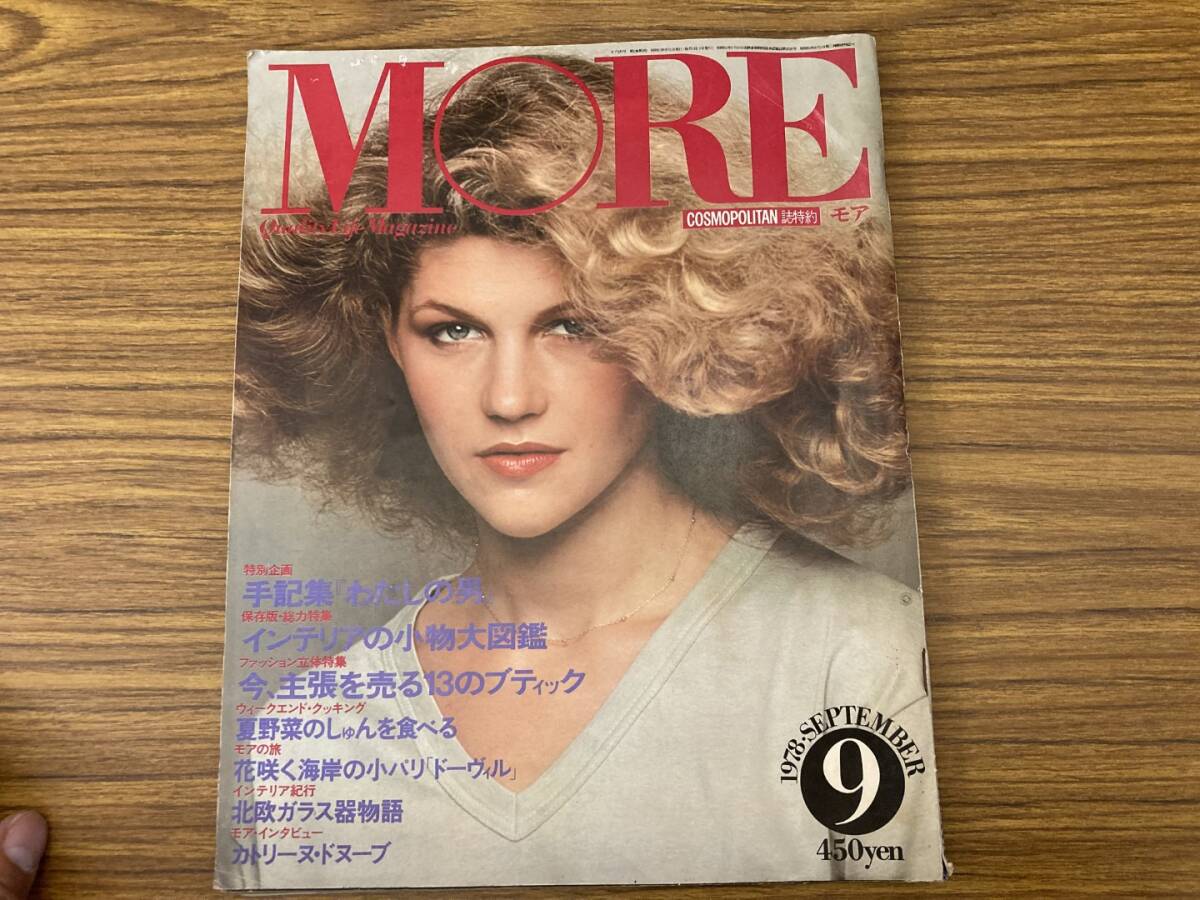 MORE
Quality Life Magazine
COSMOPOLITAN 誌特約 モア
特別企画
手記集『わたしの男』
保存版・総力特集
インテリアの小物大図鑑
ファッション立体特集
今、主張を売る13のブティック
ウィークエンド・クッキング
夏野菜のしゅんを食べる
モアの旅
花咲く海岸の小パリ「ドーヴィル」
インテリア紀行
北欧ガラス器物語
モア・インタビュー
カトリーヌ・ドヌーブ
1978・SEPTEMBER
9
450yen